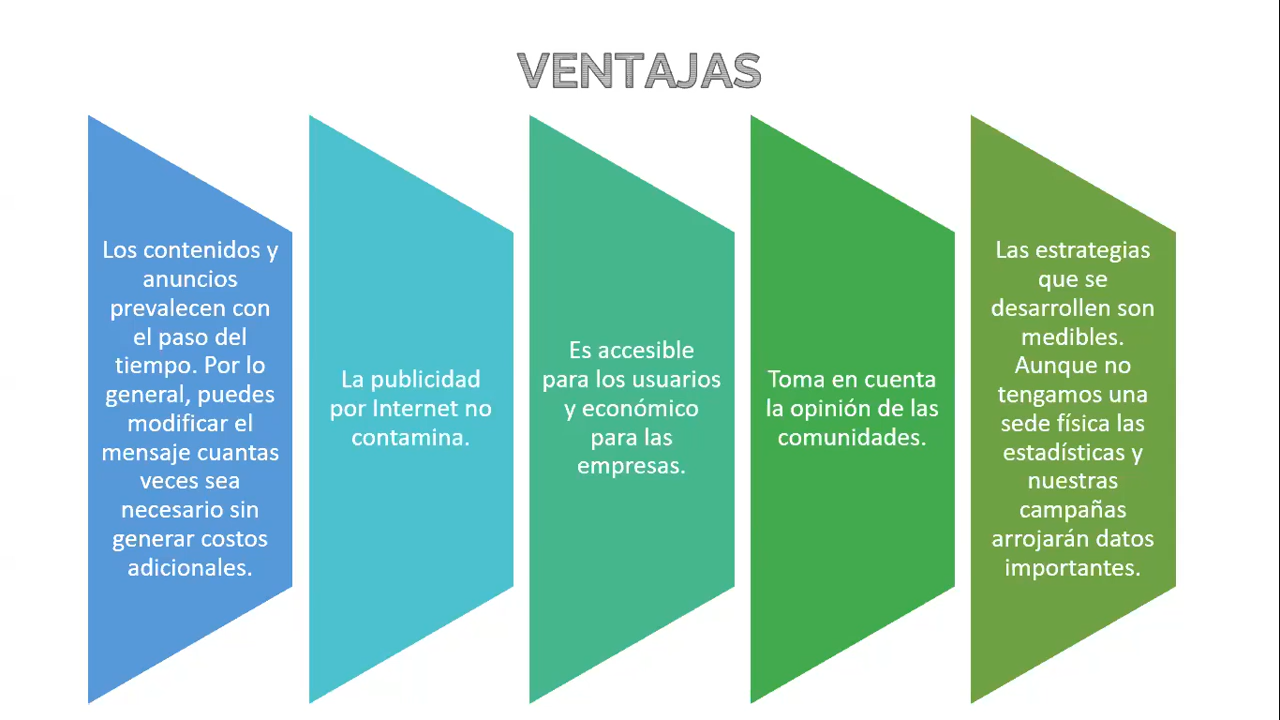 VENTAJAS
Los contenidos y
anuncios
prevalecen con
el paso del
tiempo. Por lo
general, puedes
modificar el
mensaje cuantas
veces sea
necesario sin
generar costos
adicionales.
La publicidad
por Internet no
contamina.
Es accesible
para los usuarios
y económico
para las
empresas.
Toma en cuenta
la opinión de las
comunidades.
Las estrategias
que se
desarrollen son
medibles.
Aunque no
tengamos una
sede física las
estadísticas y
nuestras
campañas
arrojarán datos
importantes.